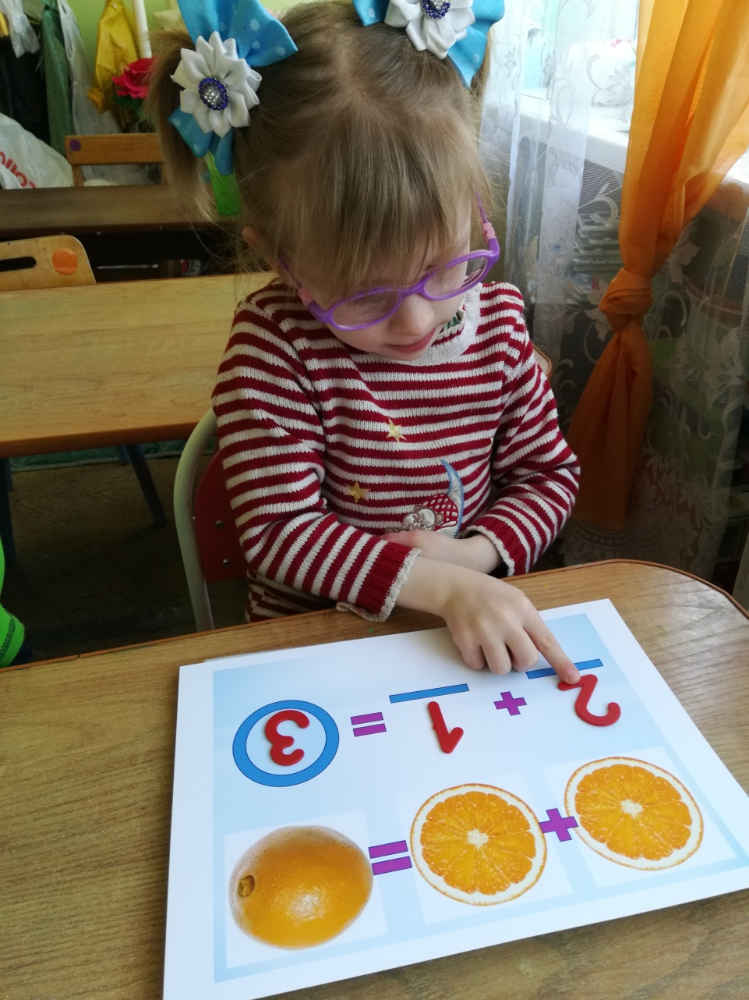 + =
2 + 1 = 3